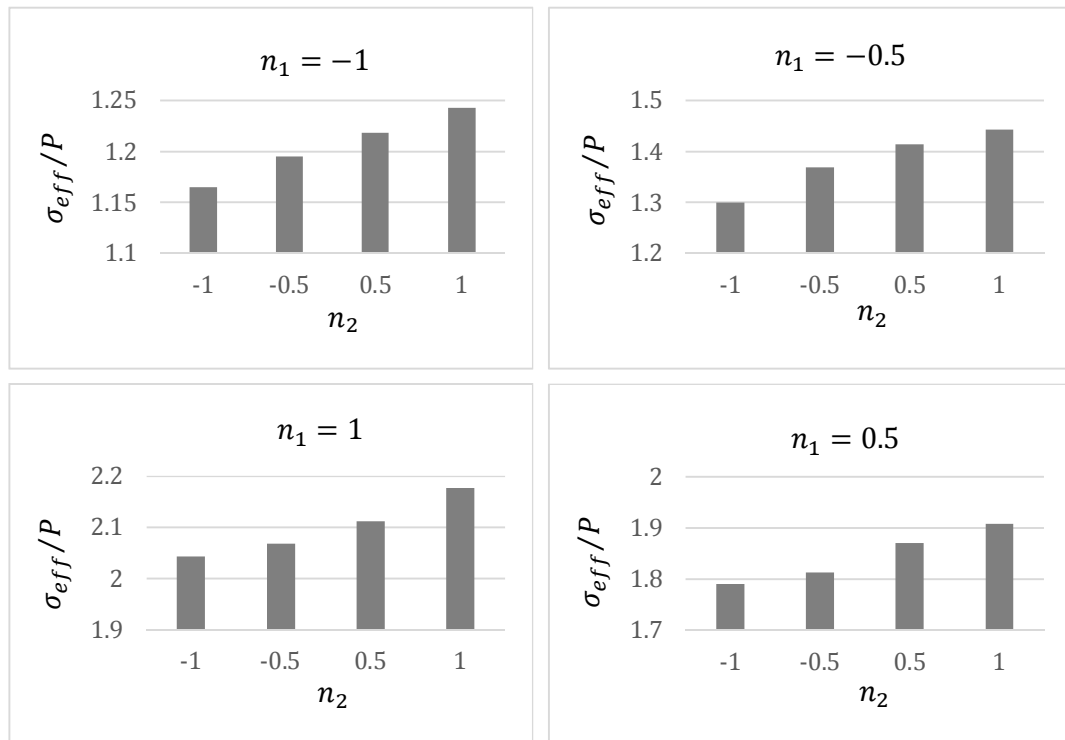 n₁ = −1
1.25
1.2
1.15
1.1
σ_eff/P
-1 -0.5 0.5 1
n₂
n₁ = −0.5
1.5
1.4
1.3
1.2
σ_eff/P
-1 -0.5 0.5 1
n₂
n₁ = 1
2.2
2.1
2
1.9
σ_eff/P
-1 -0.5 0.5 1
n₂
n₁ = 0.5
2
1.9
1.8
1.7
σ_eff/P
-1 -0.5 0.5 1
n₂